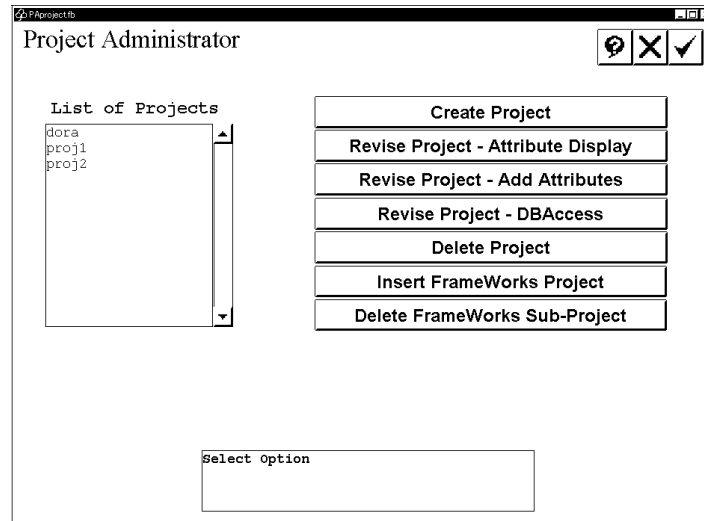 PAproject.fb
Project Administrator
List of Projects
dora
proj1
proj2
Create Project
Revise Project - Attribute Display
Revise Project - Add Attributes
Revise Project - DBAccess
Delete Project
Insert FrameWorks Project
Delete FrameWorks Sub-Project
Select Option